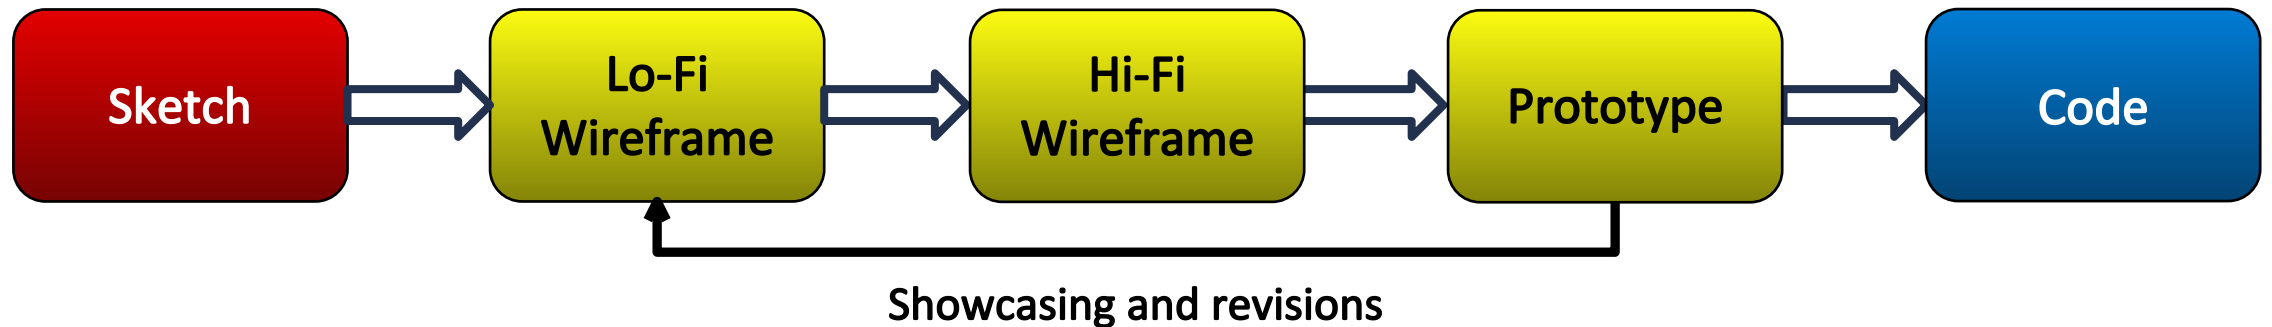 Sketch
Lo-Fi
Wireframe
Hi-Fi
Wireframe
Prototype
Code
Showcasing and revisions